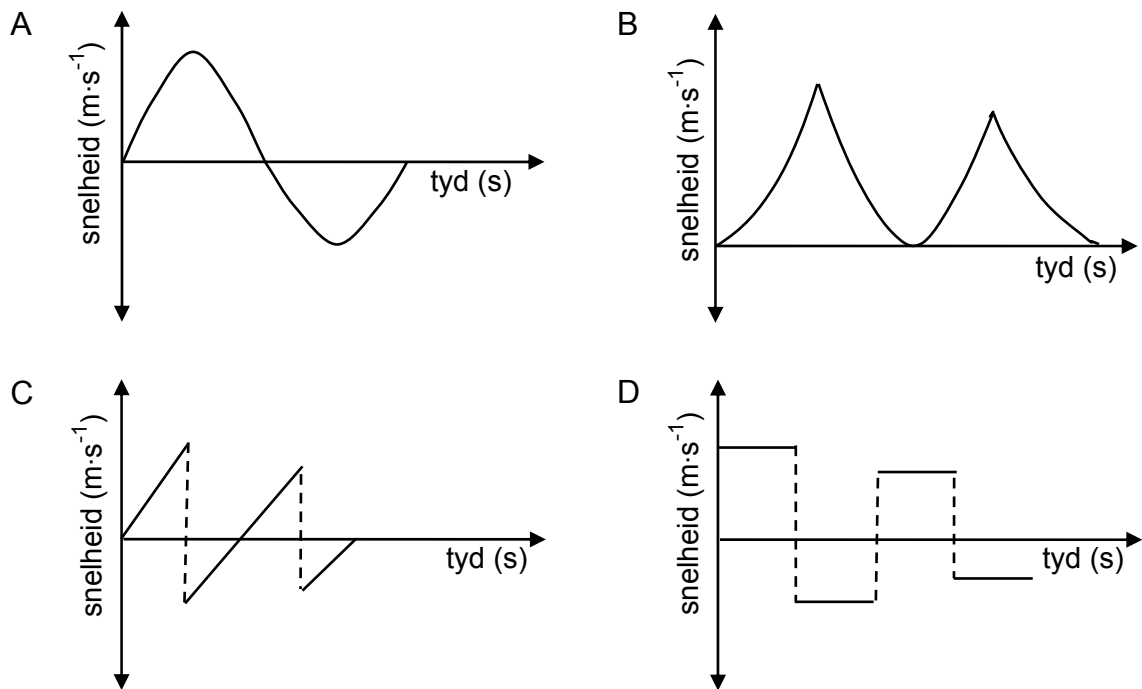 A
snelheid (m·s⁻¹)
tyd (s)
B
snelheid (m·s⁻¹)
tyd (s)
C
snelheid (m·s⁻¹)
tyd (s)
D
snelheid (m·s⁻¹)
tyd (s)